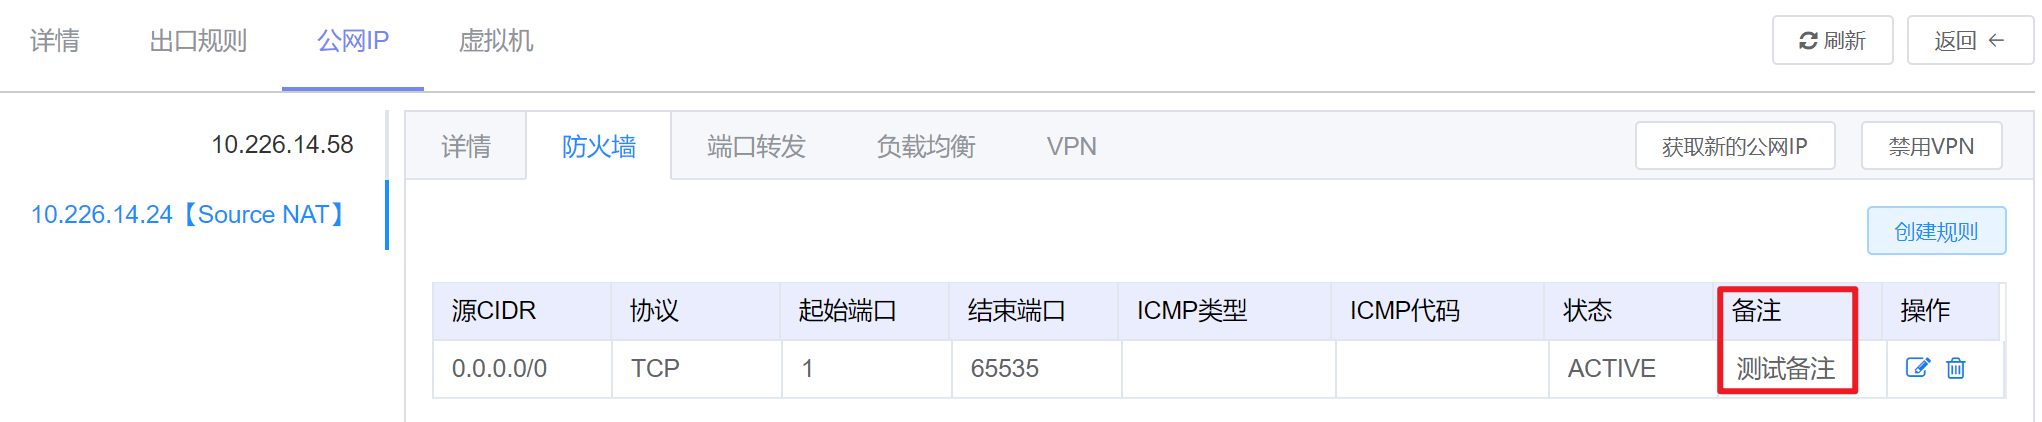 详情 出口规则 公网IP 虚拟机 刷新 返回
10.226.14.58
10.226.14.24【Source NAT】
详情 防火墙 端口转发 负载均衡 VPN 获取新的公网IP 禁用VPN
创建规则
源CIDR 协议 起始端口 结束端口 ICMP类型 ICMP代码 状态 备注 操作
0.0.0.0/0 TCP 1 65535 ACTIVE 测试备注